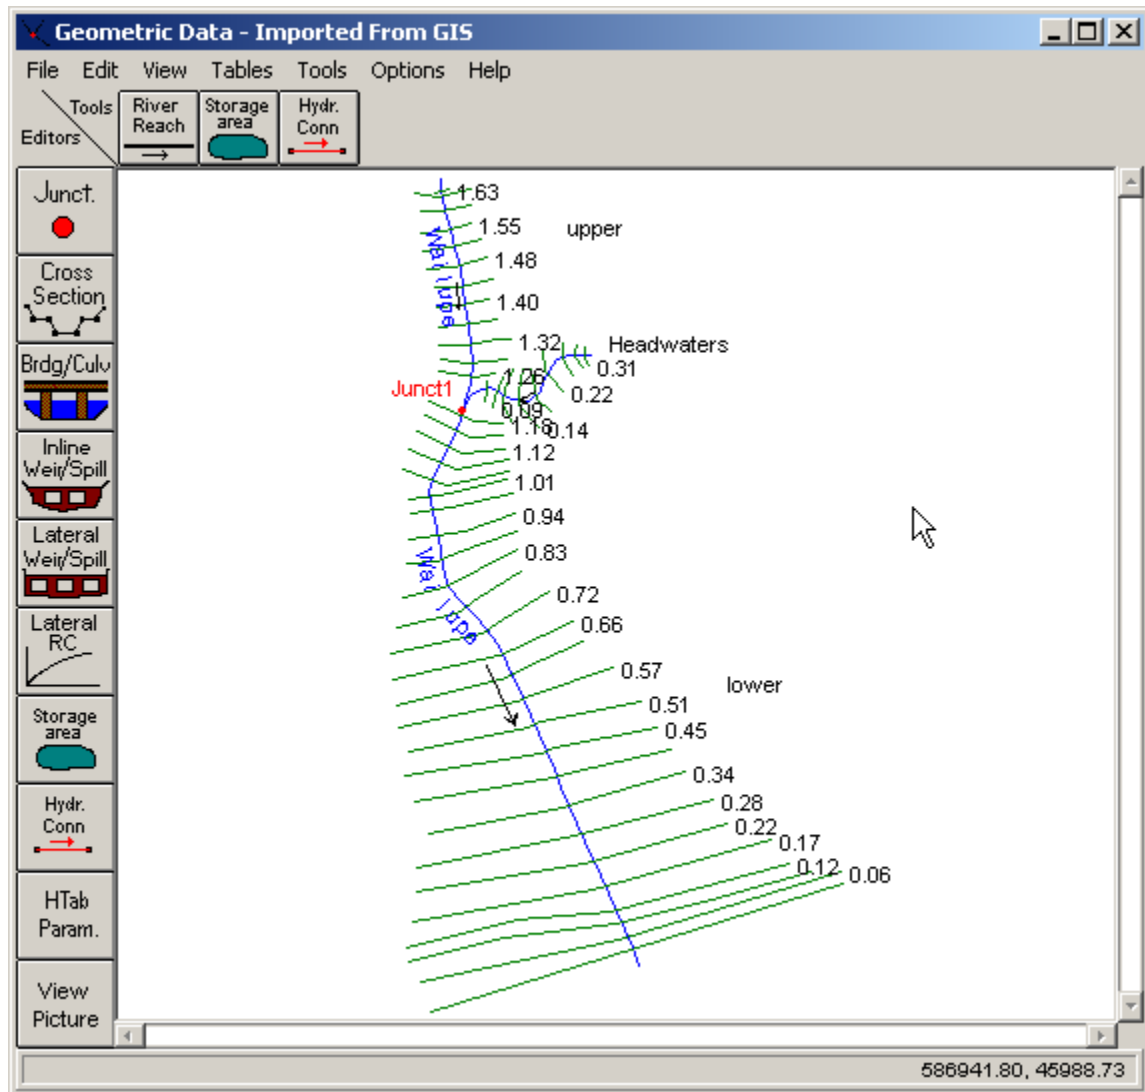 Geometric Data - Imported From GIS
File Edit View Tables Tools Options Help
Tools
Editors
River Reach
Storage area
Hydr. Conn
Junct.
Cross Section
Brdg/Culv
Inline Weir/Spill
Lateral Weir/Spill
Lateral RC
Storage area
Hydr. Conn
HTab Param.
View Picture
1.63
1.55
upper
1.48
1.40
1.32
Headwaters
0.31
1.26
0.22
Junct1
0.09
1.18
0.14
1.12
1.01
0.94
0.83
0.72
0.66
0.57
lower
0.51
0.45
0.34
0.28
0.22
0.17
0.12
0.06
586941.80, 45988.73